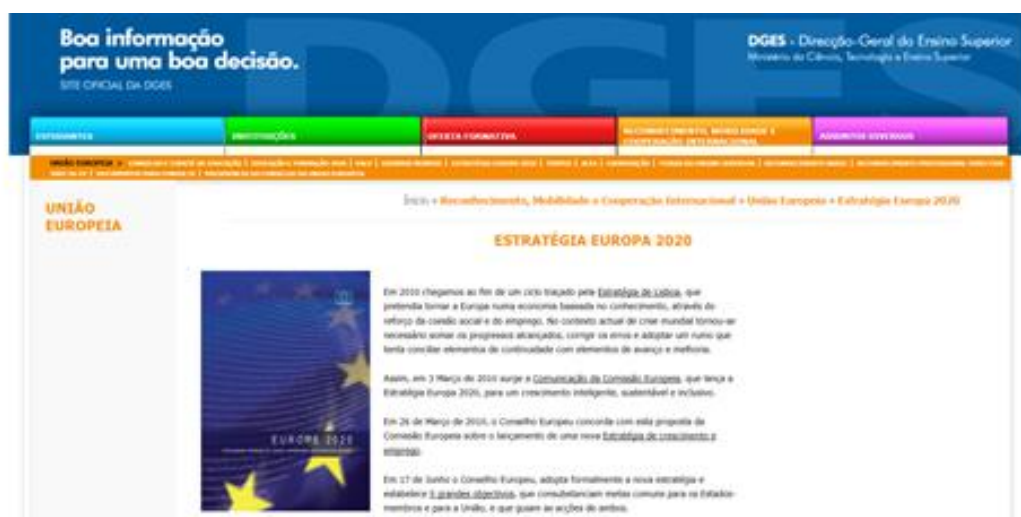 Boa informação
para uma boa decisão.
SITE OFICIAL DA DGES
DGES - Direcção-Geral do Ensino Superior
Ministério da Ciência, Tecnologia e Ensino Superior
ESTUDANTES
INSTITUIÇÕES
OFERTA FORMATIVA
RECONHECIMENTO, MOBILIDADE E
COOPERAÇÃO INTERNACIONAL
ASSUNTOS DIVERSOS
UNIÃO EUROPEIA »
UNIÃO
EUROPEIA
Início » Reconhecimento, Mobilidade e Cooperação Internacional » União Europeia » Estratégia Europa 2020
ESTRATÉGIA EUROPA 2020
EUROPE 2020
Em 2010 chegamos ao fim de um ciclo traçado pela Estratégia de Lisboa, que
pretendia tornar a Europa numa economia baseada no conhecimento, através do
reforço da coesão social e do emprego. No contexto actual de crise mundial tornou-se
necessário somar os progressos alcançados, corrigir os erros e adoptar um rumo que
tenta conciliar elementos de continuidade com elementos de avanço e melhoria.
Assim, em 3 Março de 2010 surge a Comunicação da Comissão Europeia, que lança a
Estratégia Europa 2020, para um crescimento inteligente, sustentável e inclusivo.
Em 26 de Março de 2010, o Conselho Europeu concorda com esta proposta da
Comissão Europeia sobre o lançamento de uma nova Estratégia de crescimento e
emprego.
Em 17 de Junho o Conselho Europeu, adopta formalmente a nova estratégia e
estabelece 5 grandes objectivos, que consubstanciam metas comuns para os Estados-
membros e para a União, e que guiam as acções de ambos.